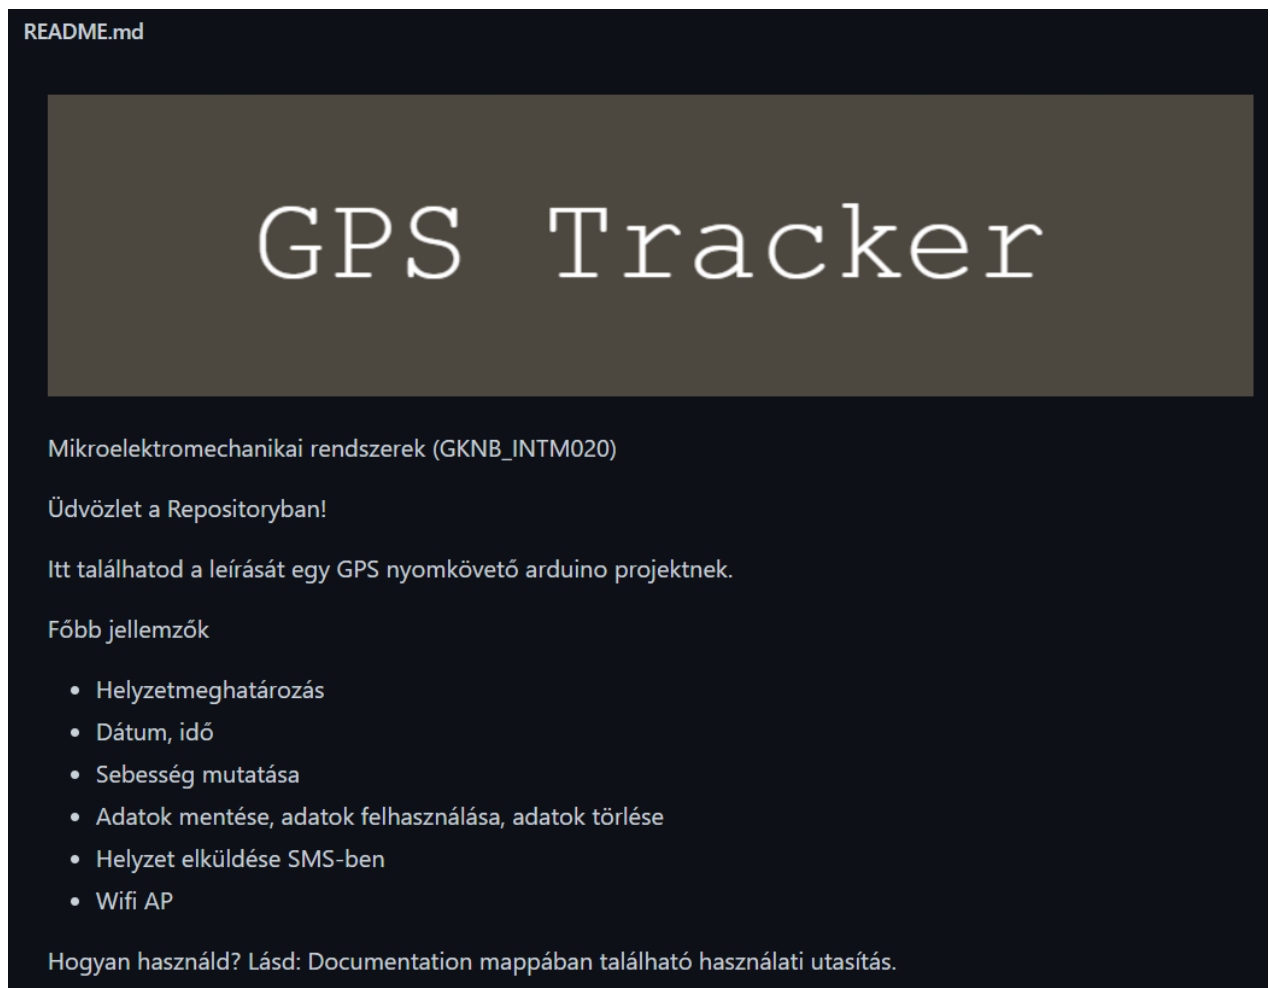 README.md
GPS Tracker
Mikroelektromechanikai rendszerek (GKNB_INTM020)
Üdvözlet a Repositoryban!
Itt találhatod a leírását egy GPS nyomkövető arduino projektnek.
Főbb jellemzők
• Helyzetmeghatározás
• Dátum, idő
• Sebesség mutatása
• Adatok mentése, adatok felhasználása, adatok törlése
• Helyzet elküldése SMS-ben
• Wifi AP
Hogyan használd? Lásd: Documentation mappában található használati utasítás.